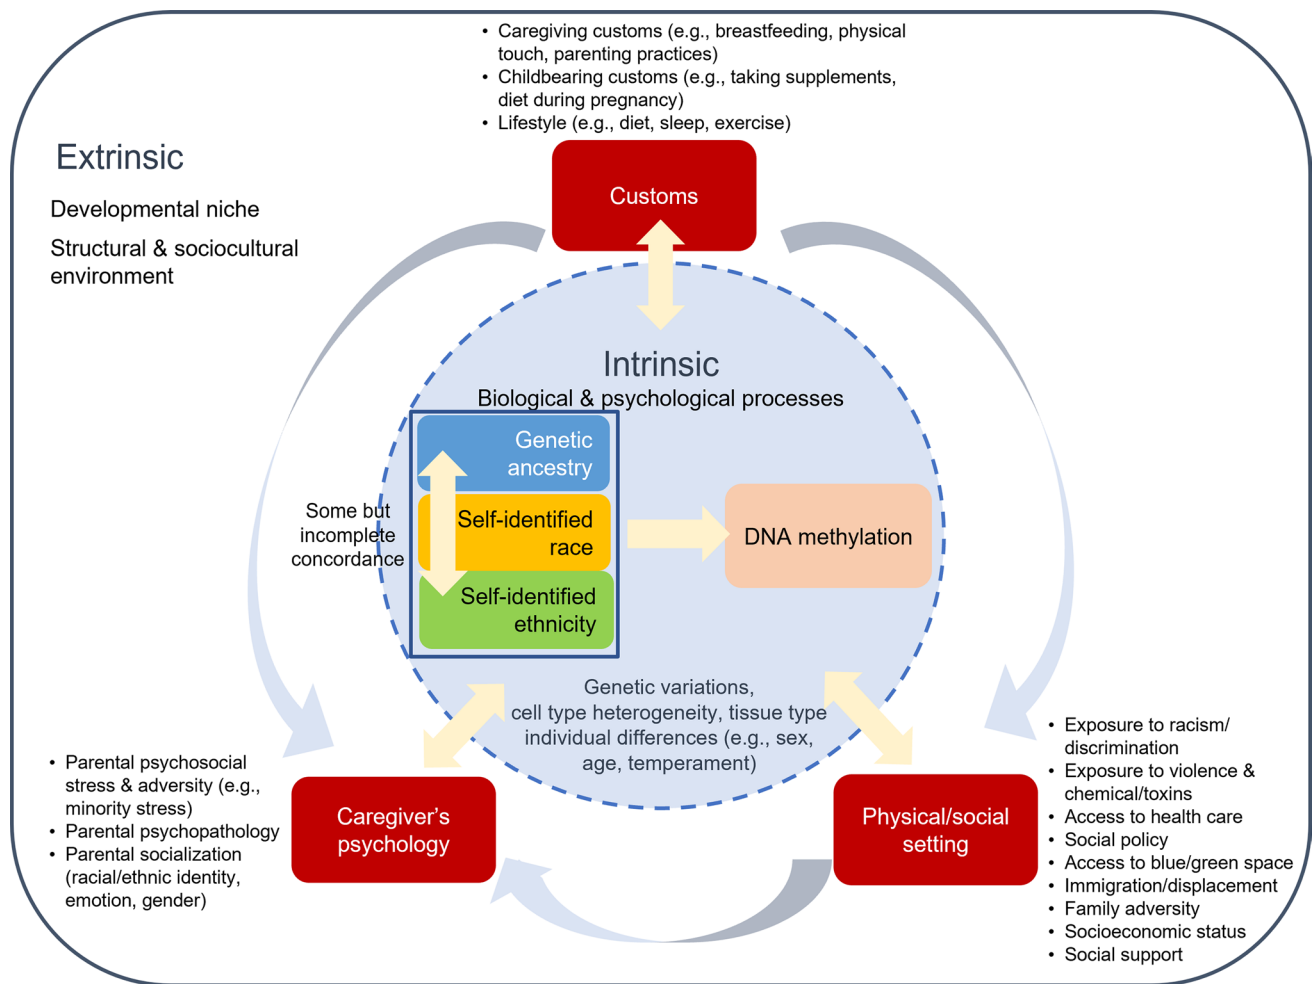 • Caregiving customs (e.g., breastfeeding, physical
touch, parenting practices)
• Childbearing customs (e.g., taking supplements,
diet during pregnancy)
• Lifestyle (e.g., diet, sleep, exercise)
Extrinsic
Developmental niche
Structural & sociocultural
environment
Customs
Intrinsic
Biological & psychological processes
Genetic
ancestry
Some but
incomplete
concordance
Self-identified
race
Self-identified
ethnicity
DNA methylation
Genetic variations,
cell type heterogeneity, tissue type
individual differences (e.g., sex,
age, temperament)
• Parental psychosocial
stress & adversity (e.g.,
minority stress)
• Parental psychopathology
• Parental socialization
(racial/ethnic identity,
emotion, gender)
Caregiver's
psychology
Physical/social
setting
• Exposure to racism/
discrimination
• Exposure to violence &
chemical/toxins
• Access to health care
• Social policy
• Access to blue/green space
• Immigration/displacement
• Family adversity
• Socioeconomic status
• Social support